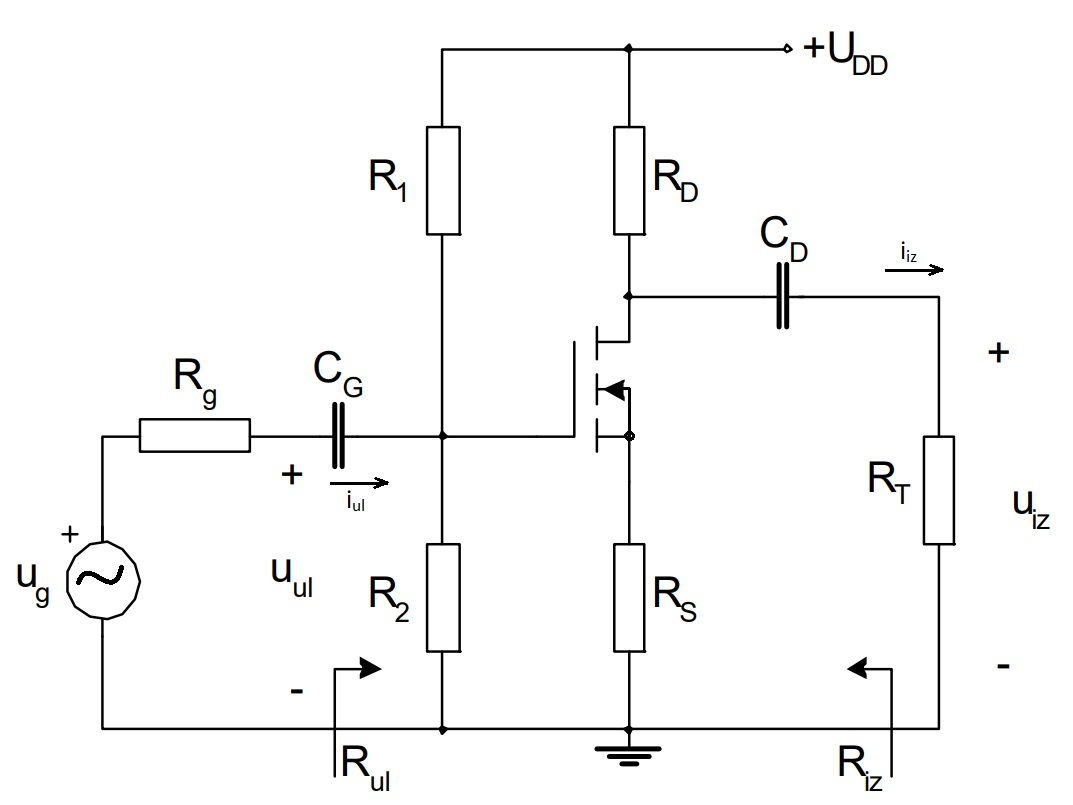 +U_DD
R_1
R_D
C_D
i_iz
R_g
C_G
+
+
i_ul
R_T
u_iz
+
u_g
u_ul
R_2
R_S
-
-
R_ul
R_iz